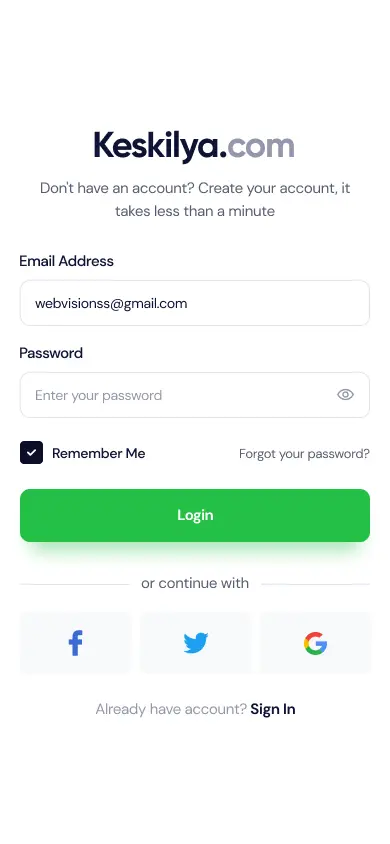 Keskilya.com
Don't have an account? Create your account, it
takes less than a minute
Email Address
webvisionss@gmail.com
Password
Enter your password
Remember Me
Forgot your password?
Login
or continue with
Already have account? Sign In